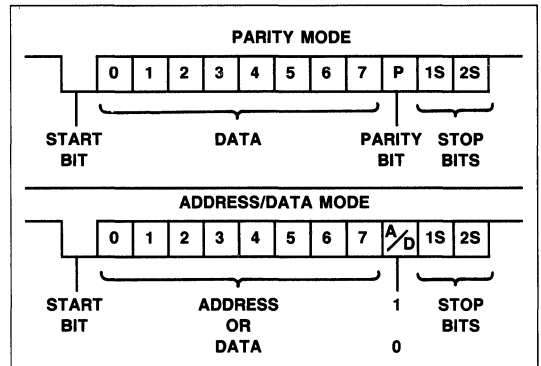 PARITY MODE
0 1 2 3 4 5 6 7 P 1S 2S
START BIT DATA PARITY BIT STOP BITS
ADDRESS/DATA MODE
0 1 2 3 4 5 6 7 A/D 1S 2S
START BIT ADDRESS OR DATA 1 0 STOP BITS